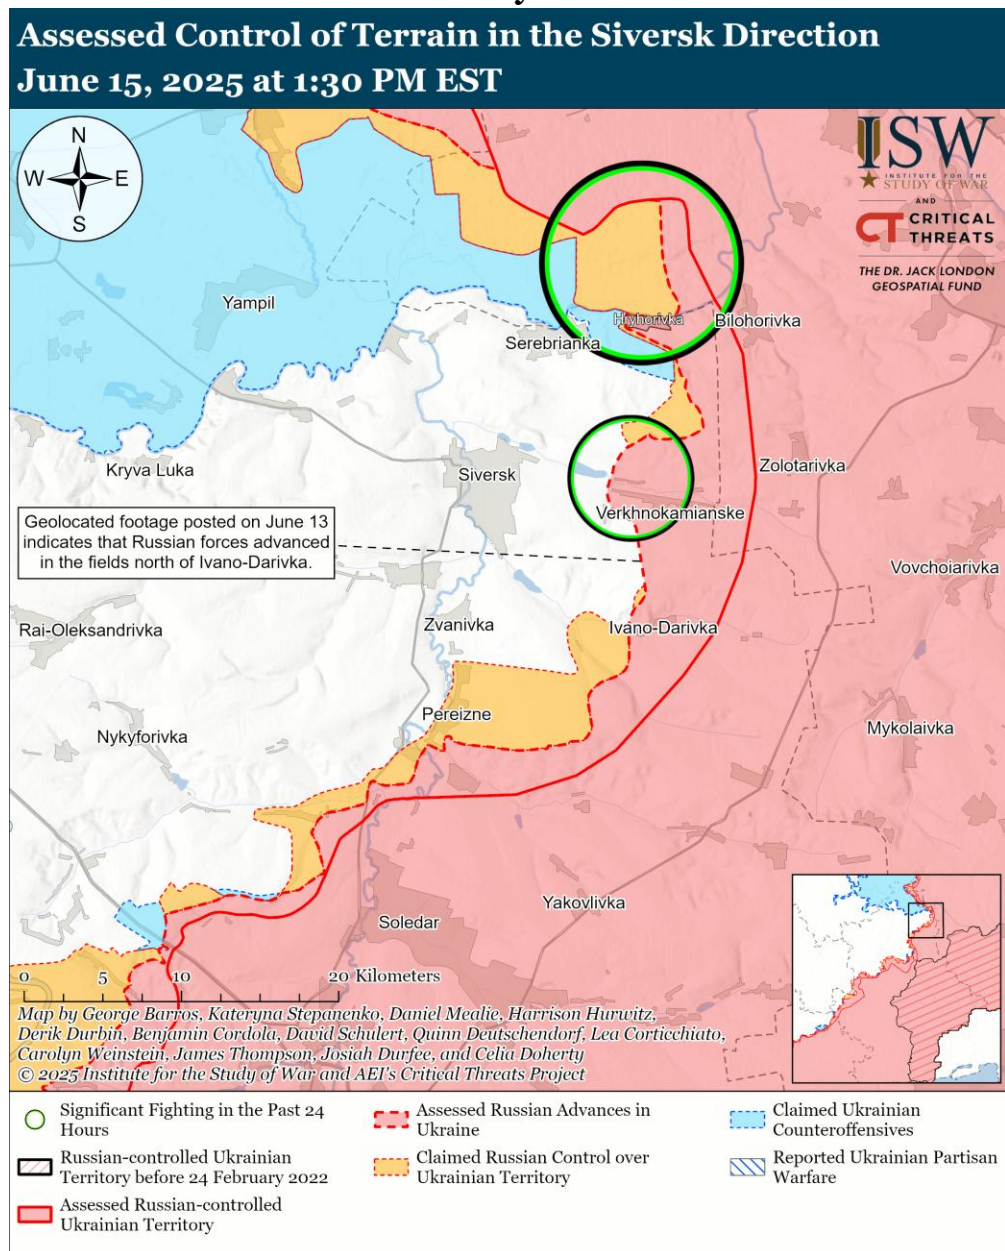 Assessed Control of Terrain in the Siversk Direction
June 15, 2025 at 1:30 PM EST
N
W
E
S
ISW
INSTITUTE FOR THE
STUDY OF WAR
AND
CT CRITICAL
THREATS
THE DR. JACK LONDON
GEOSPATIAL FUND
Yampil
Hryhorivka
Bilohorivka
Serebrianka
Kryva Luka
Siversk
Zolotarivka
Verkhnokamianske
Geolocated footage posted on June 13
indicates that Russian forces advanced
in the fields north of Ivano-Darivka.
Vovchoiarivka
Rai-Oleksandrivka
Zvanivka
Ivano-Darivka
Pereizne
Nykyforivka
Mykolaivka
Yakovlivka
Soledar
0 5 10 20 Kilometers
Map by George Barros, Kateryna Stepanenko, Daniel Mealie, Harrison Hurwitz,
Derik Durbin, Benjamin Cordola, David Schulert, Quinn Deutschendorf, Lea Corticchiato,
Carolyn Weinstein, James Thompson, Josiah Durfee, and Celia Doherty
© 2025 Institute for the Study of War and AEI's Critical Threats Project
Significant Fighting in the Past 24
Hours
Russian-controlled Ukrainian
Territory before 24 February 2022
Assessed Russian-controlled
Ukrainian Territory
Assessed Russian Advances in
Ukraine
Claimed Russian Control over
Ukrainian Territory
Claimed Ukrainian
Counteroffensives
Reported Ukrainian Partisan
Warfare